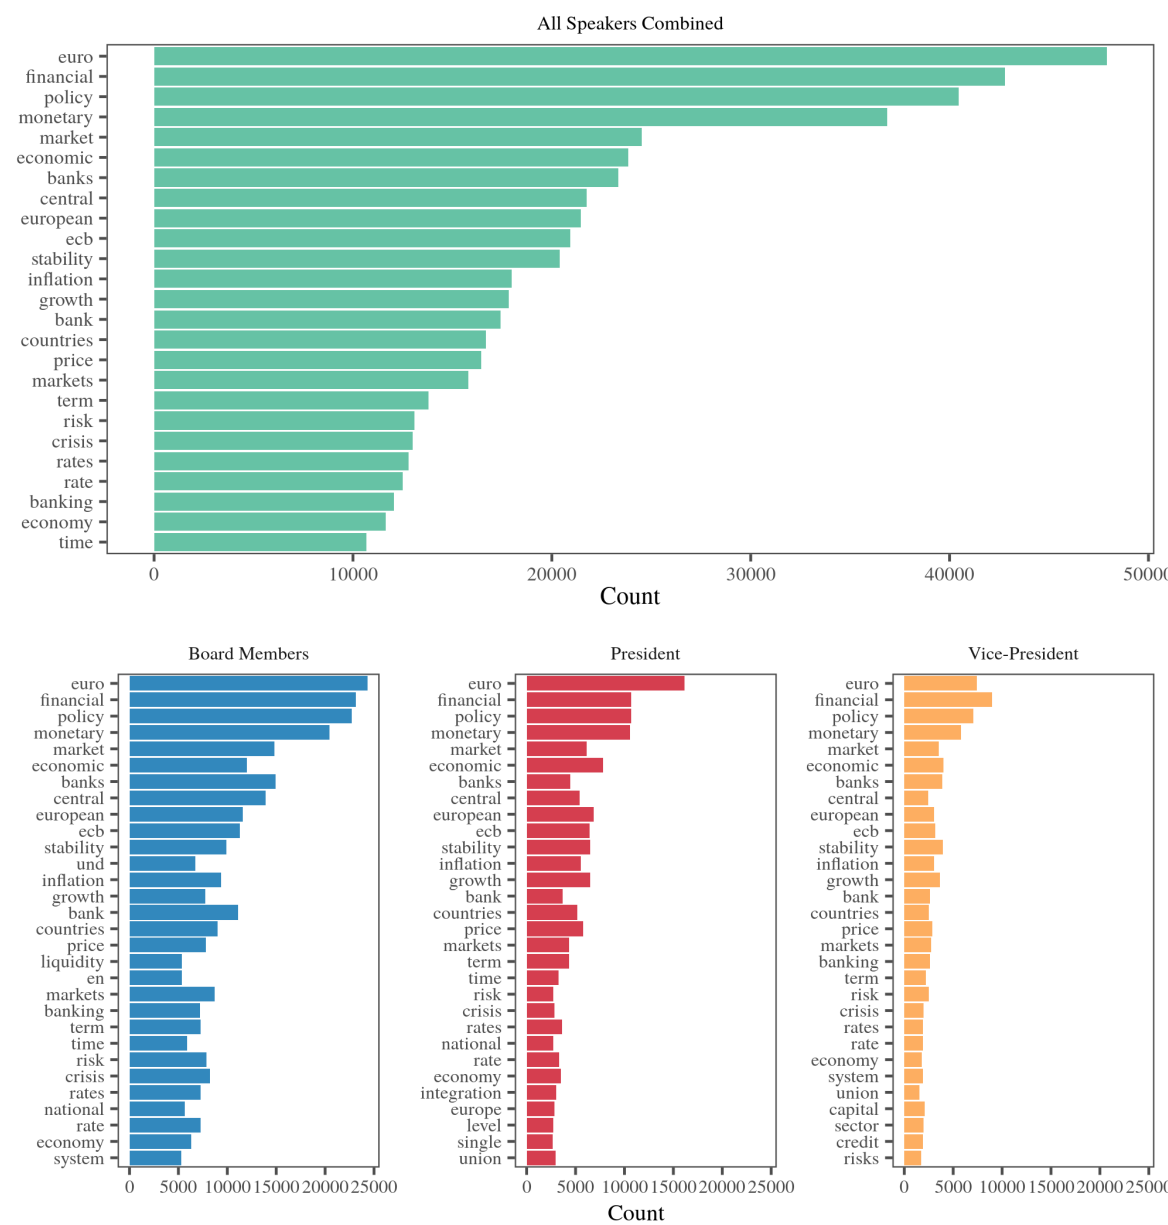 All Speakers Combined
euro
financial
policy
monetary
market
economic
banks
central
european
ecb
stability
inflation
growth
bank
countries
price
markets
term
risk
crisis
rates
rate
banking
economy
time
0 10000 20000 30000 40000 50000
Count
Board Members
euro
financial
policy
monetary
market
economic
banks
central
european
ecb
stability
und
inflation
growth
bank
countries
price
liquidity
en
markets
banking
term
time
risk
crisis
rates
national
rate
economy
system
0 5000 10000 15000 20000 25000
President
euro
financial
policy
monetary
market
economic
banks
central
european
ecb
stability
inflation
growth
bank
countries
price
markets
term
time
risk
crisis
rates
national
rate
economy
integration
europe
level
single
union
0 5000 10000 15000 20000 25000
Vice-President
euro
financial
policy
monetary
market
economic
banks
central
european
ecb
stability
inflation
growth
bank
countries
price
markets
banking
term
risk
crisis
rates
rate
economy
system
union
capital
sector
credit
risks
0 5000 10000 15000 20000 25000
Count